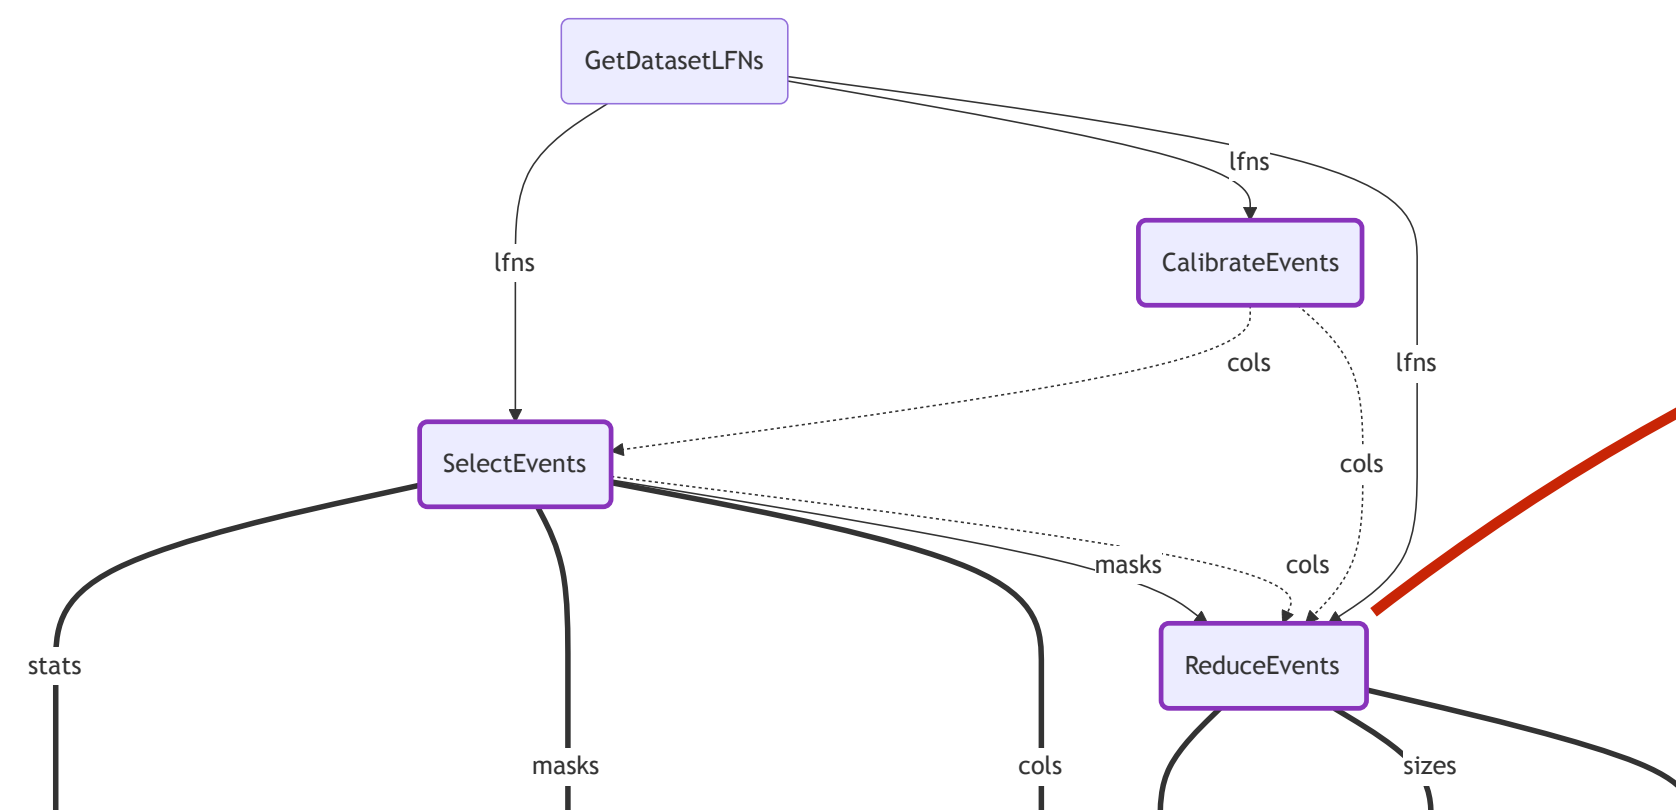 GetDatasetLFNs
lfns
lfns
CalibrateEvents
cols
lfns
SelectEvents
cols
masks
cols
stats
ReduceEvents
masks
cols
sizes